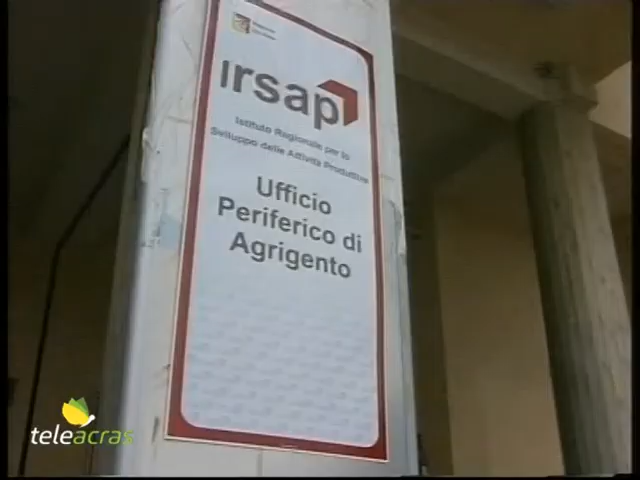 irsap
Istituto Regionale per lo
Sviluppo delle Attività Produttive
Ufficio
Periferico di
Agrigento
teleacras